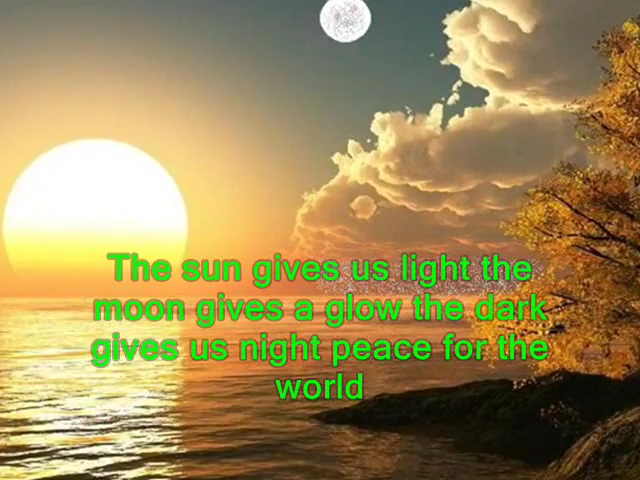 The sun gives us light the
moon gives a glow the dark
gives us night peace for the
world